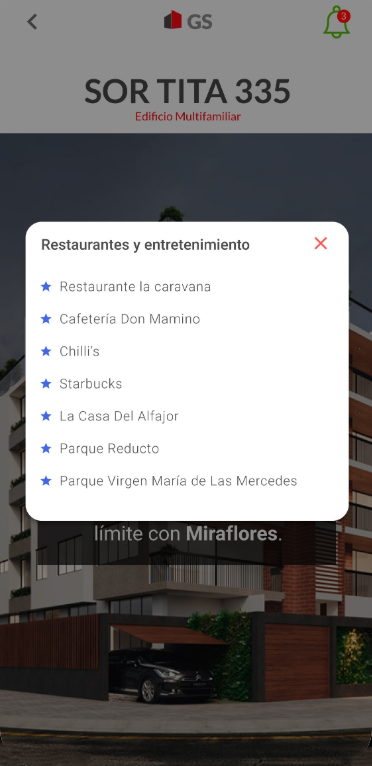 GS
3
SOR TITA 335
Edificio Multifamiliar
Restaurantes y entretenimiento
Restaurante la caravana
Cafetería Don Mamino
Chilli's
Starbucks
La Casa Del Alfajor
Parque Reducto
Parque Virgen María de Las Mercedes
límite con Miraflores.